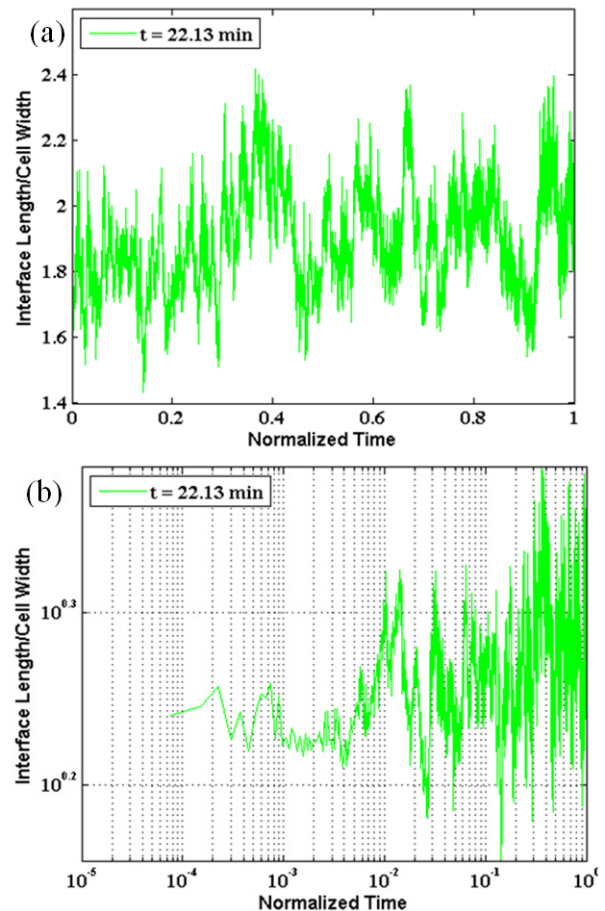 (a)
t = 22.13 min
Interface Length/Cell Width
2.4
2.2
2
1.8
1.6
1.4
0
0.2
0.4
0.6
0.8
1
Normalized Time
(b)
t = 22.13 min
Interface Length/Cell Width
10^0.3
10^0.2
10^-5
10^-4
10^-3
10^-2
10^-1
10^0
Normalized Time